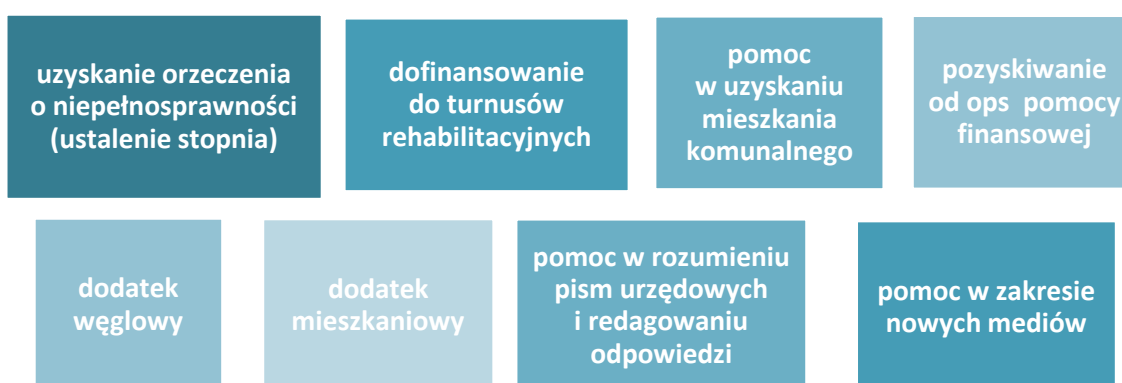 uzyskanie orzeczenia
o niepełnosprawności
(ustalenie stopnia)
dofinansowanie
do turnusów
rehabilitacyjnych
pomoc
w uzyskaniu
mieszkania
komunalnego
pozyskiwanie
od ops pomocy
finansowej
dodatek
węglowy
dodatek
mieszkaniowy
pomoc w rozumieniu
pism urzędowych
i redagowaniu
odpowiedzi
pomoc w zakresie
nowych mediów